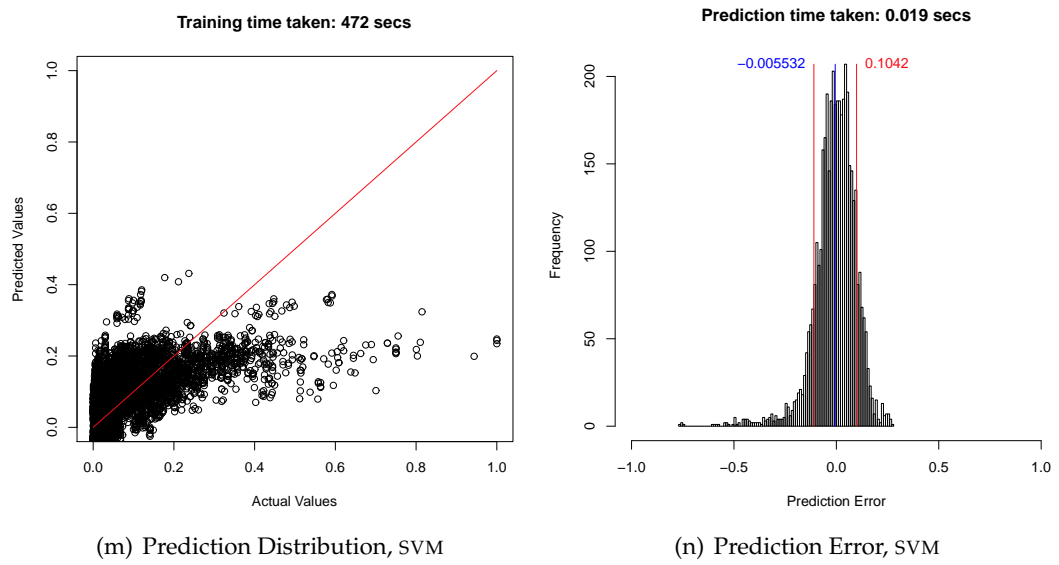 Training time taken: 472 secs
Predicted Values
1.0
0.8
0.6
0.4
0.2
0.0
0.0 0.2 0.4 0.6 0.8 1.0
Actual Values
(m) Prediction Distribution, SVM
Prediction time taken: 0.019 secs
−0.005532 0.1042
Frequency
200
150
100
50
0
−1.0 −0.5 0.0 0.5 1.0
Prediction Error
(n) Prediction Error, SVM